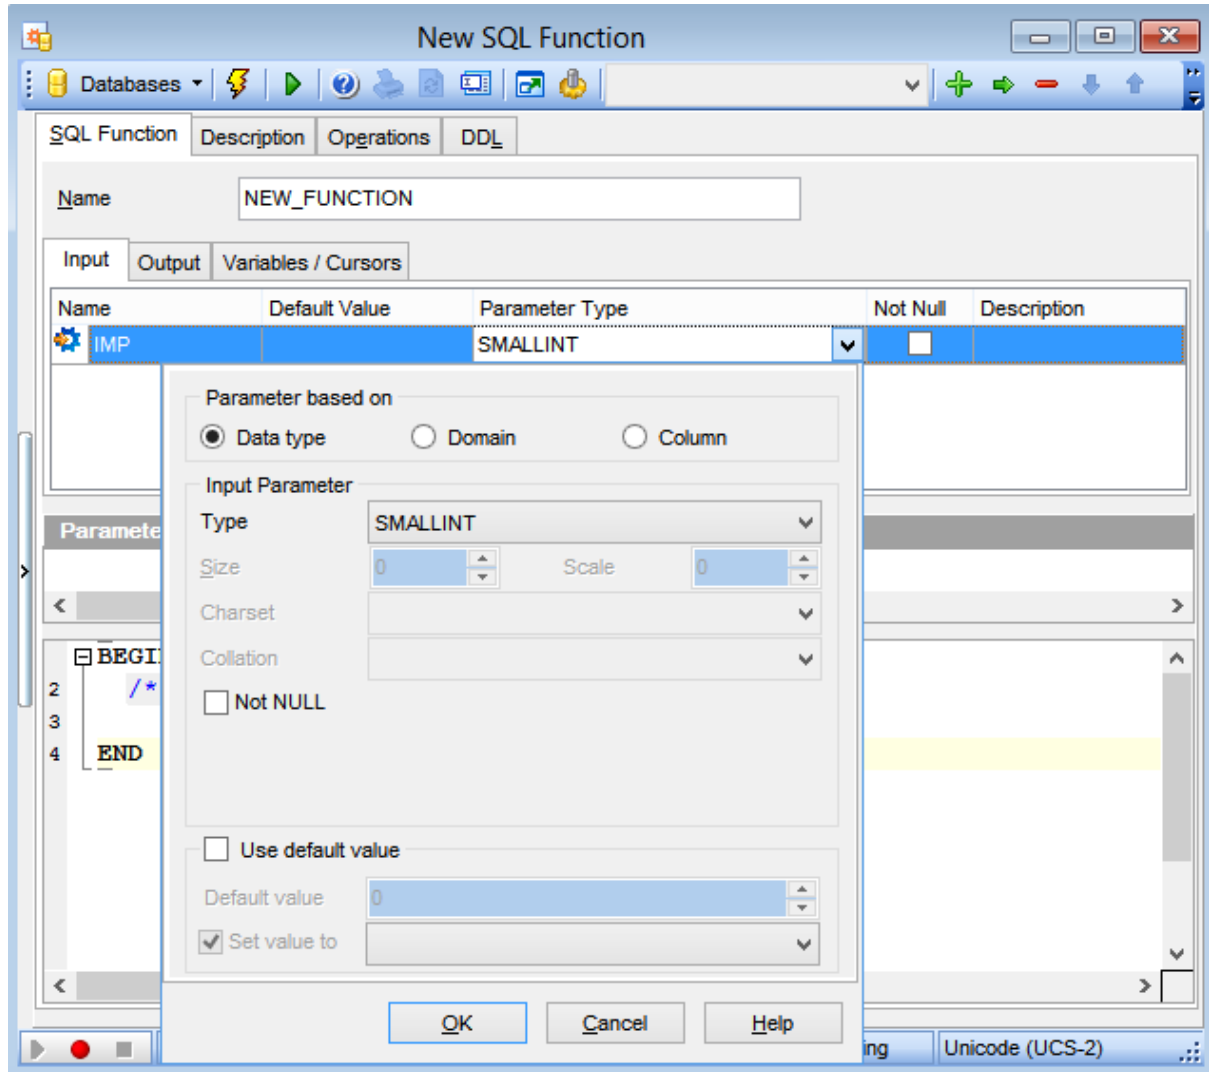 New SQL Function
Databases
SQL Function Description Operations DDL
Name NEW_FUNCTION
Input Output Variables / Cursors
Name Default Value Parameter Type Not Null Description
IMP SMALLINT
Parameter based on
Data type Domain Column
Input Parameter
Type SMALLINT
Size 0 Scale 0
Charset
Collation
Not NULL
Use default value
Default value 0
Set value to
OK Cancel Help
Paramete
BEGI
2 /*
3
4 END
ing Unicode (UCS-2)